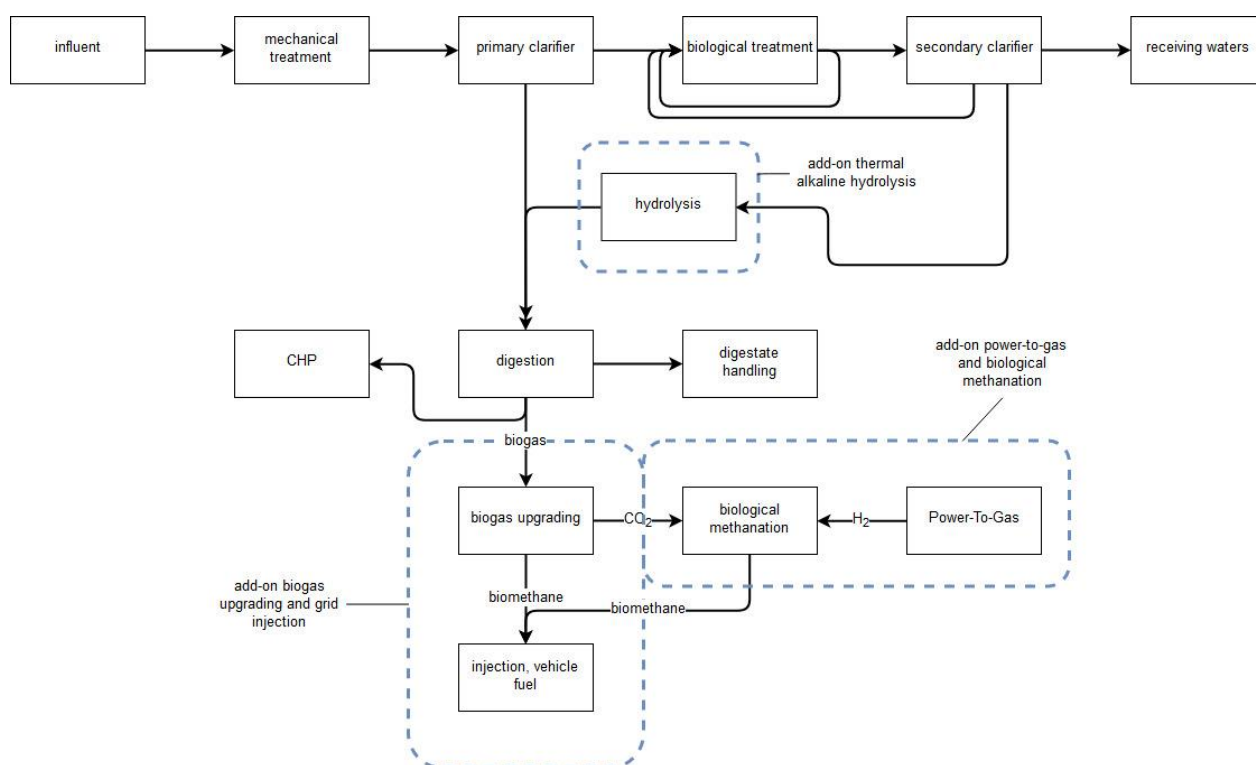 influent
mechanical
treatment
primary clarifier
biological treatment
secondary clarifier
receiving waters
add-on thermal
alkaline hydrolysis
hydrolysis
CHP
digestion
digestate
handling
add-on power-to-gas
and biological
methanation
biogas
biogas upgrading
CO2
biological
methanation
H2
Power-To-Gas
add-on biogas
upgrading and grid
injection
biomethane
biomethane
injection, vehicle
fuel